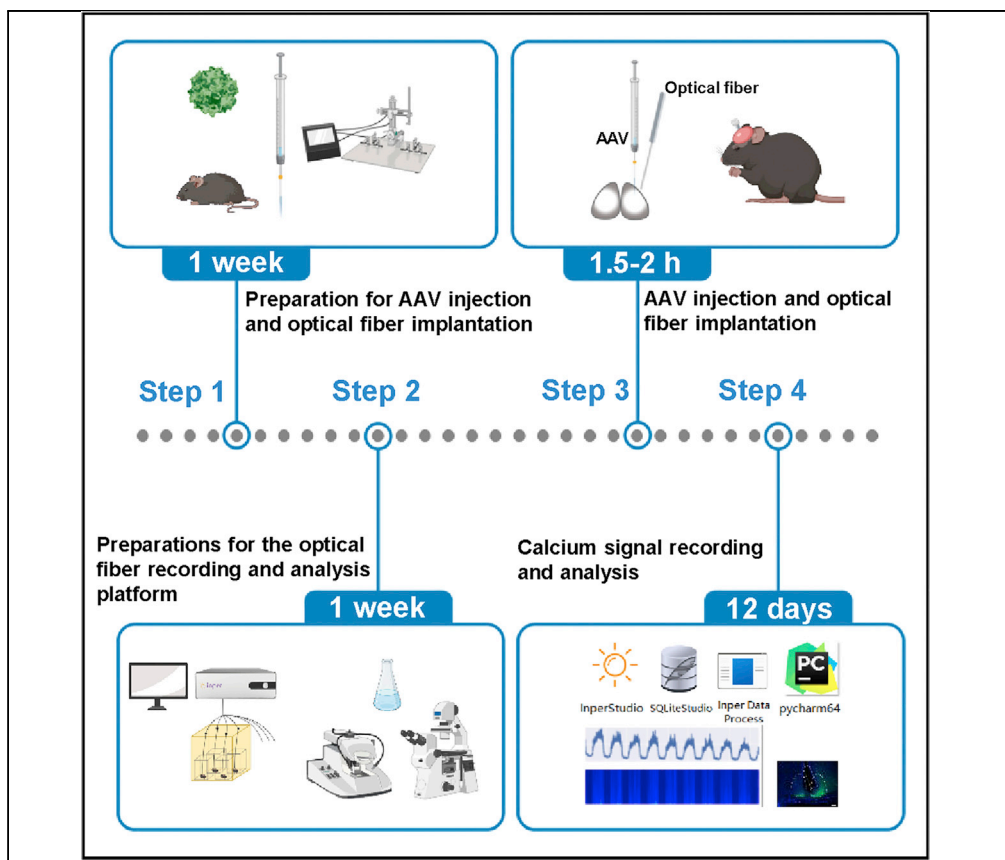 Optical fiber
AAV
1 week
1.5-2 h
Preparation for AAV injection
and optical fiber implantation
AAV injection and optical
fiber implantation
Step 1
Step 2
Step 3
Step 4
Preparations for the optical
fiber recording and analysis
platform
1 week
Calcium signal recording
and analysis
12 days
Inper
InperStudio
SQLiteStudio
Inper Data
Process
PC
pycharm64